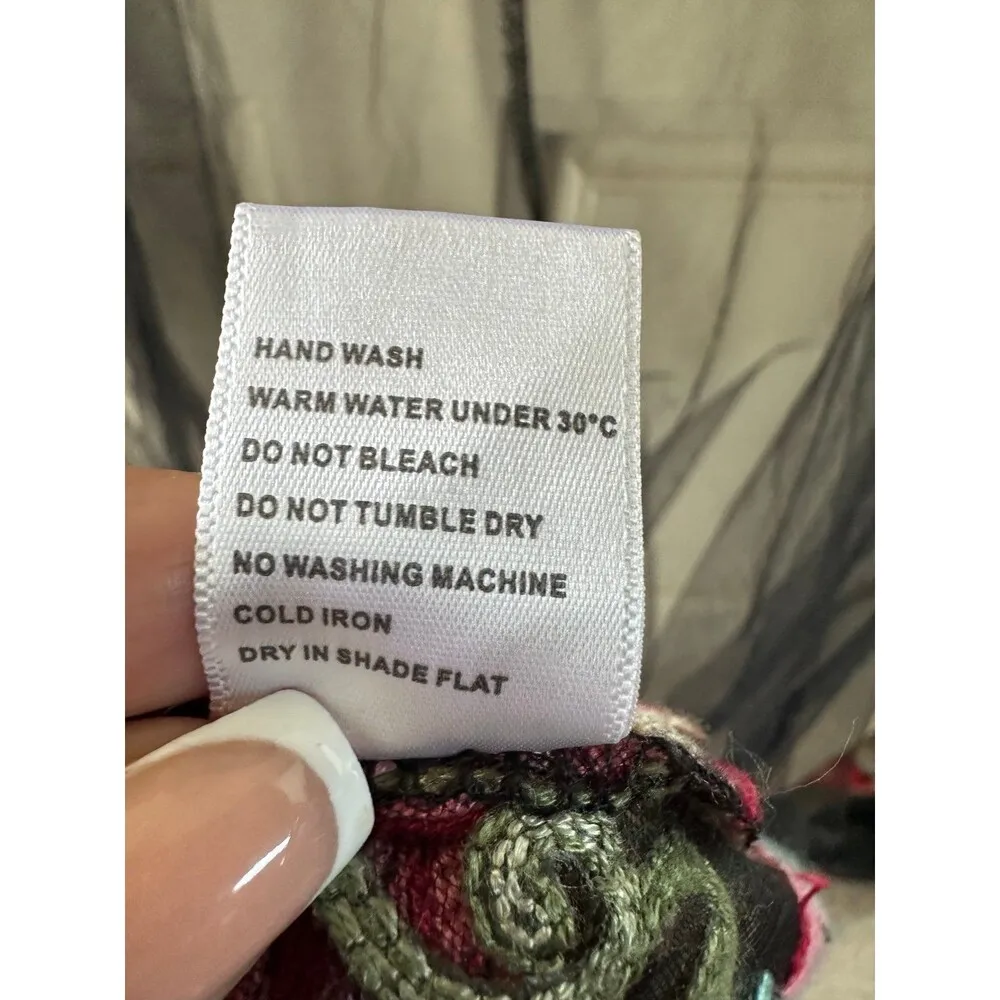 HAND WASH
WARM WATER UNDER 30°C
DO NOT BLEACH
DO NOT TUMBLE DRY
NO WASHING MACHINE
COLD IRON
DRY IN SHADE FLAT